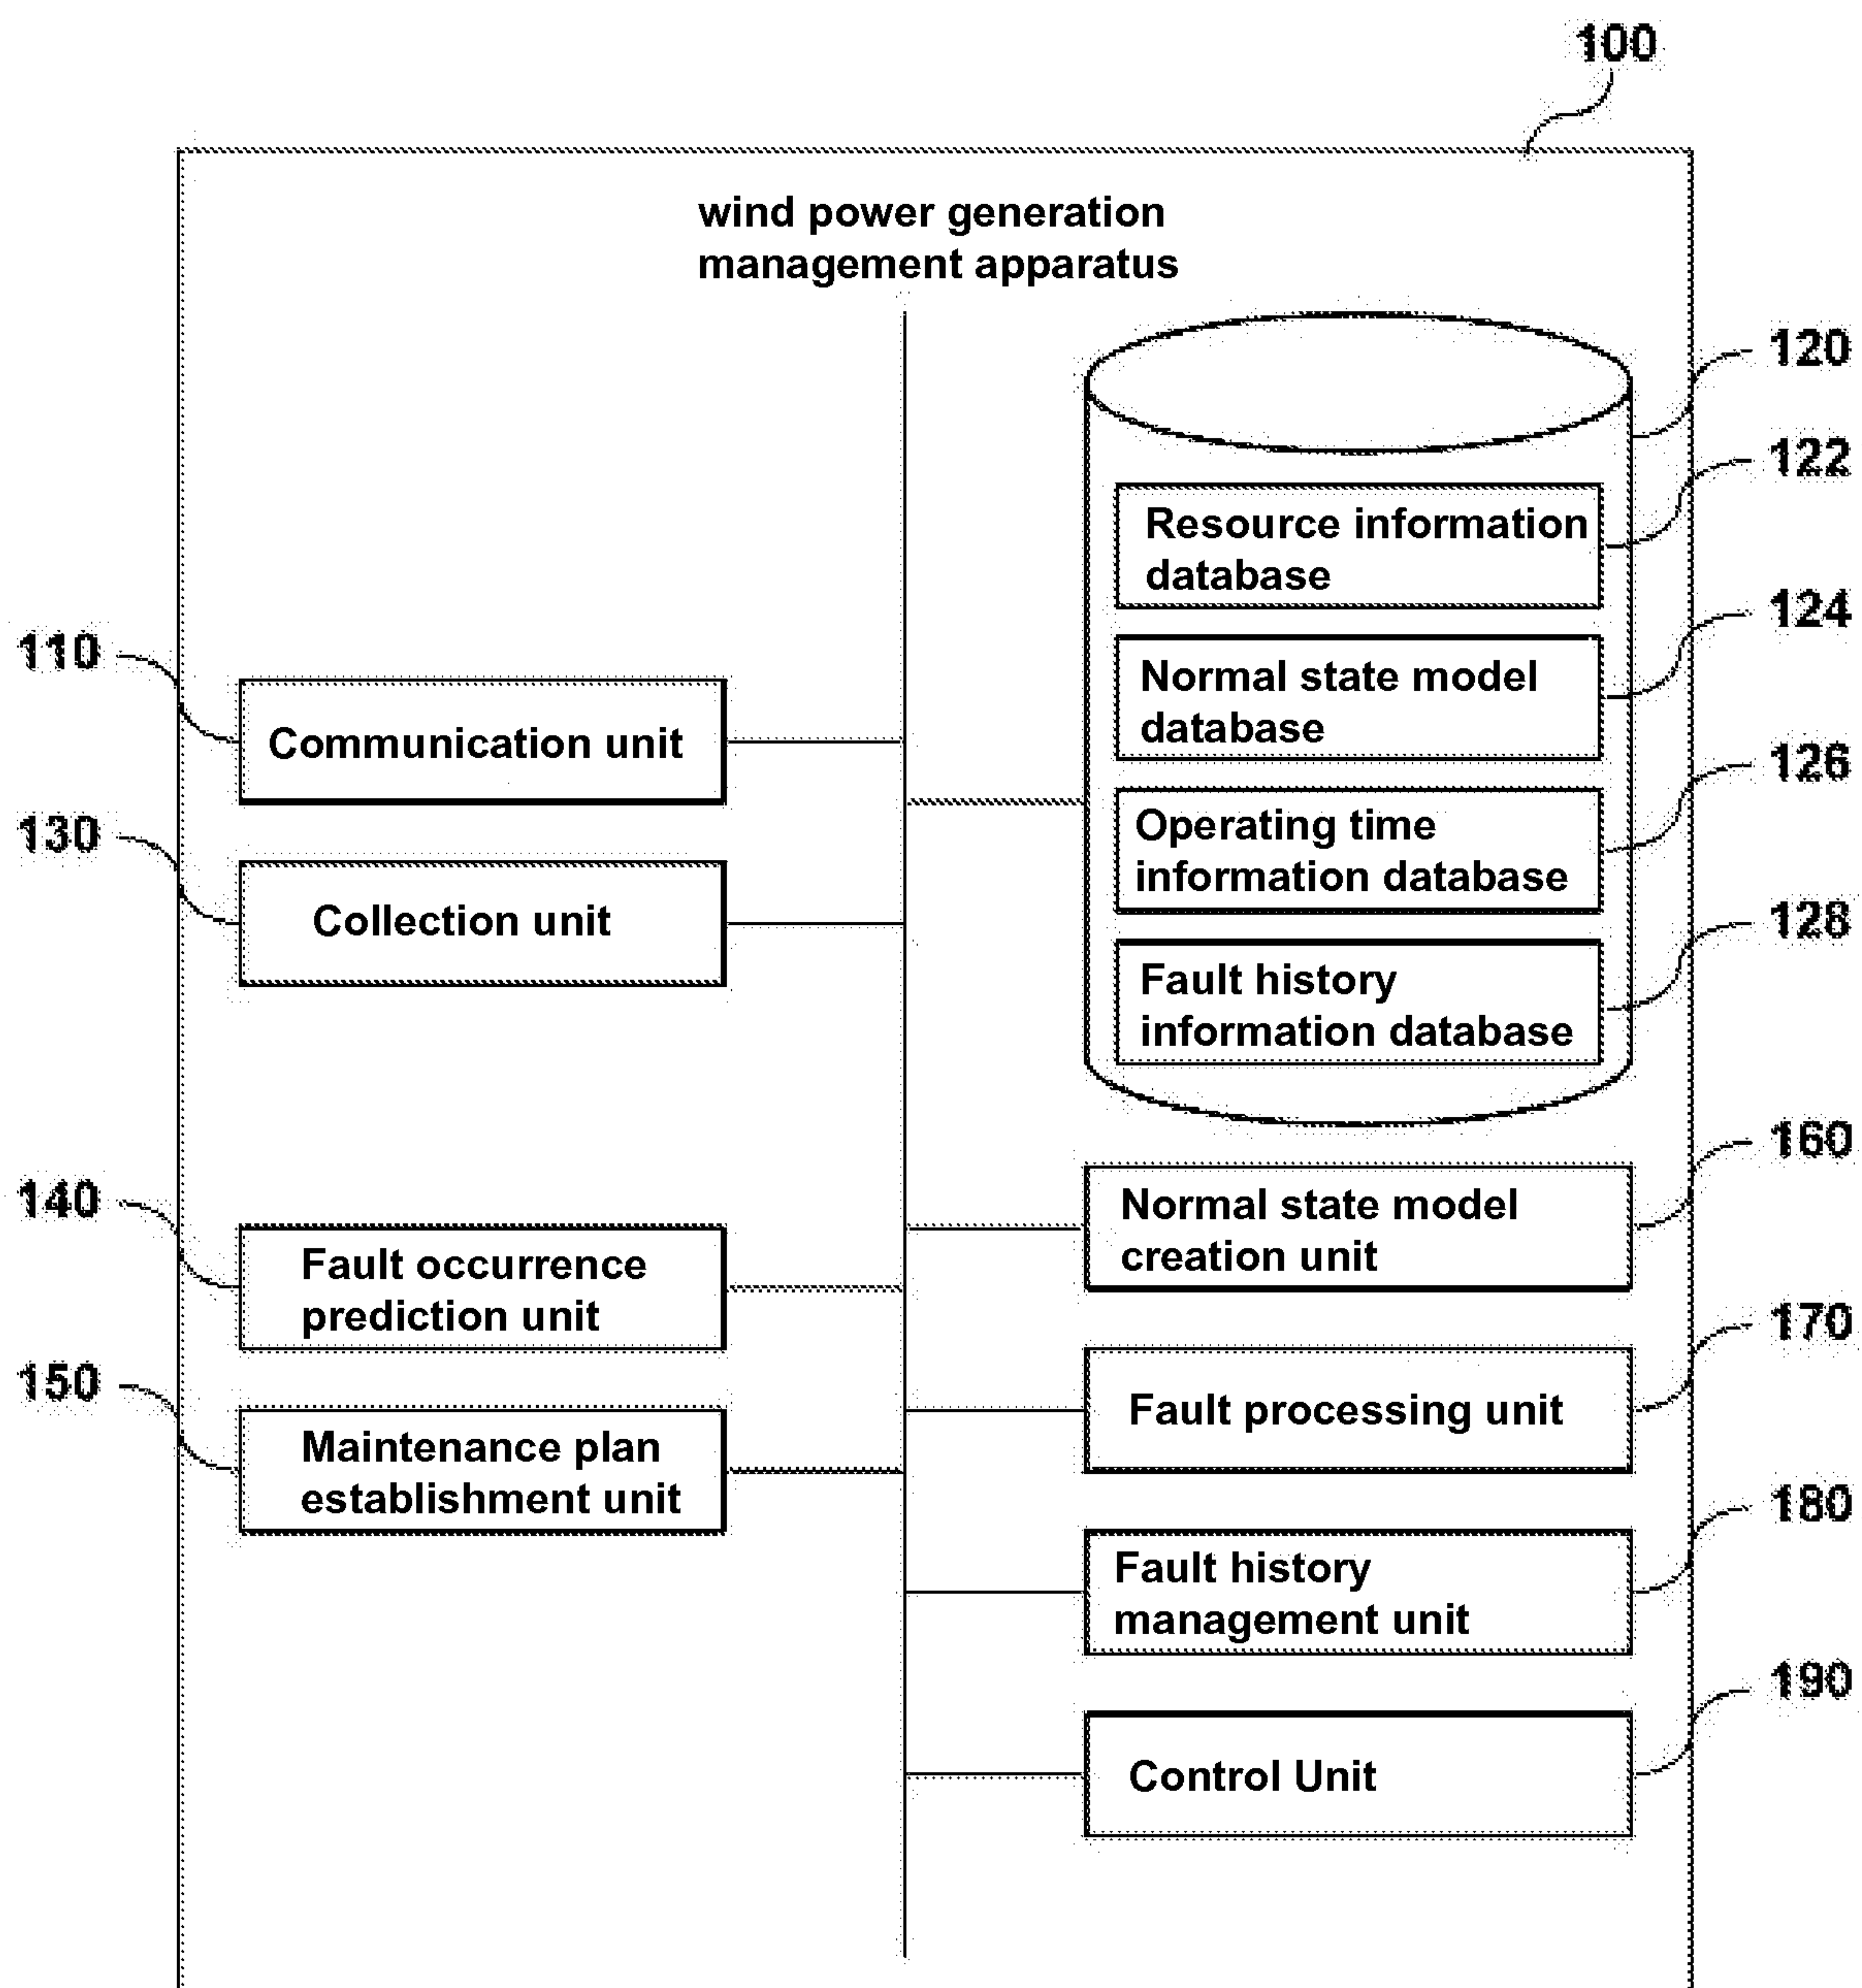 100
wind power generation
management apparatus
120
122
Resource information
database
124
Normal state model
database
110
Communication unit
126
Operating time
information database
130
Collection unit
128
Fault history
information database
160
Normal state model
creation unit
140
Fault occurrence
prediction unit
170
Fault processing unit
150
Maintenance plan
establishment unit
180
Fault history
management unit
190
Control Unit